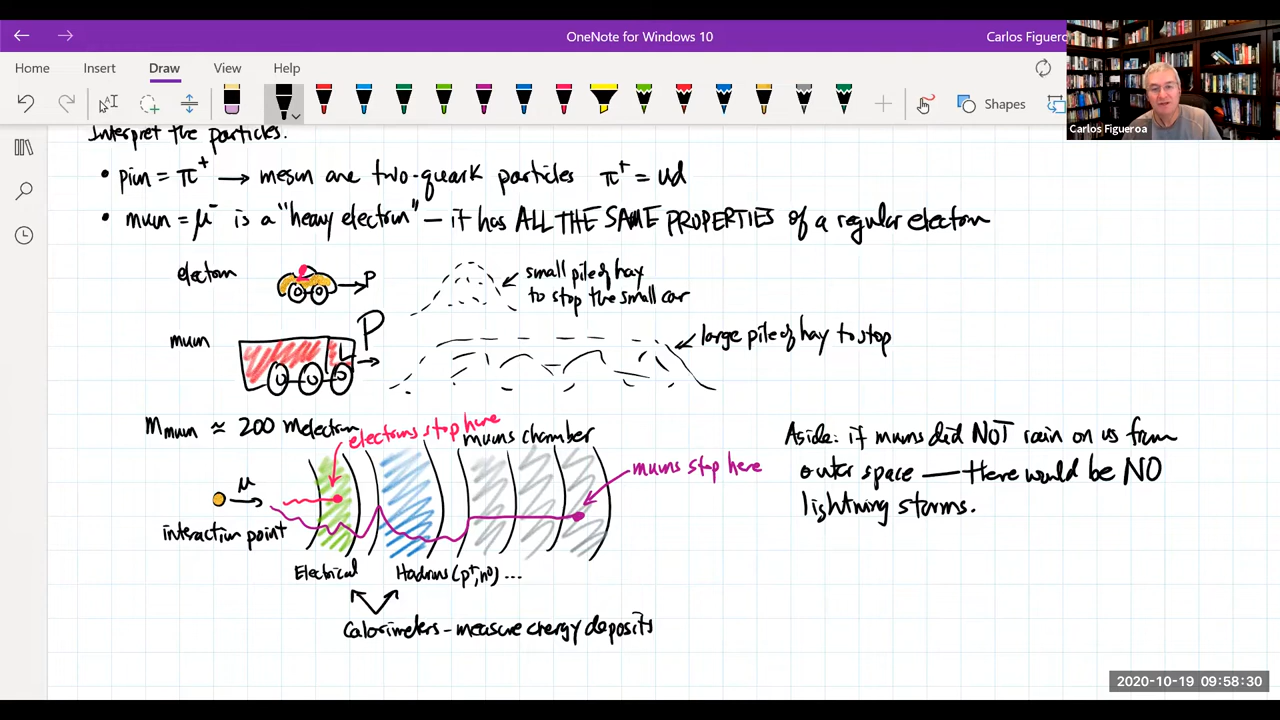 OneNote for Windows 10
Carlos Figuero
Home Insert Draw View Help
Shapes
Carlos Figueroa
Interpret the particles.
• pion = π⁺ → meson are two-quark particles π⁺ = ud
• muon = μ⁻ is a "heavy electron" – it has ALL THE SAME PROPERTIES of a regular electron
electron
P
small pile of hay
to stop the small car
muon
P
large pile of hay to stop
Mmuon ≈ 200 Melectron
electrons stop here
muons chamber
muons stop here
μ
interaction point
Electrical
Hadrons (p⁺, n⁰) ...
Calorimeters - measure energy deposits
Aside: if muons did NOT rain on us from
outer space — there would be NO
lightning storms.
2020-10-19 09:58:30